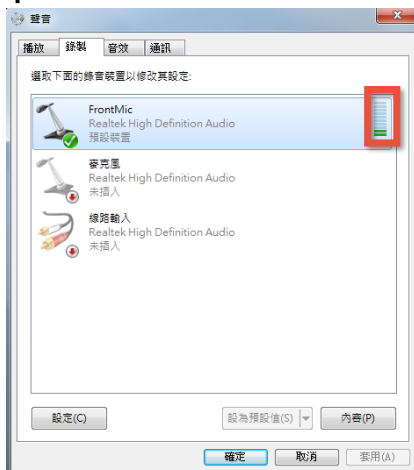 聲音
播放 錄製 音效 通訊
選取下面的錄音裝置以修改其設定:
FrontMic
Realtek High Definition Audio
預設裝置
麥克風
Realtek High Definition Audio
未插入
線路輸入
Realtek High Definition Audio
未插入
設定(C) 設為預設值(S) 內容(P)
確定 取消 套用(A)